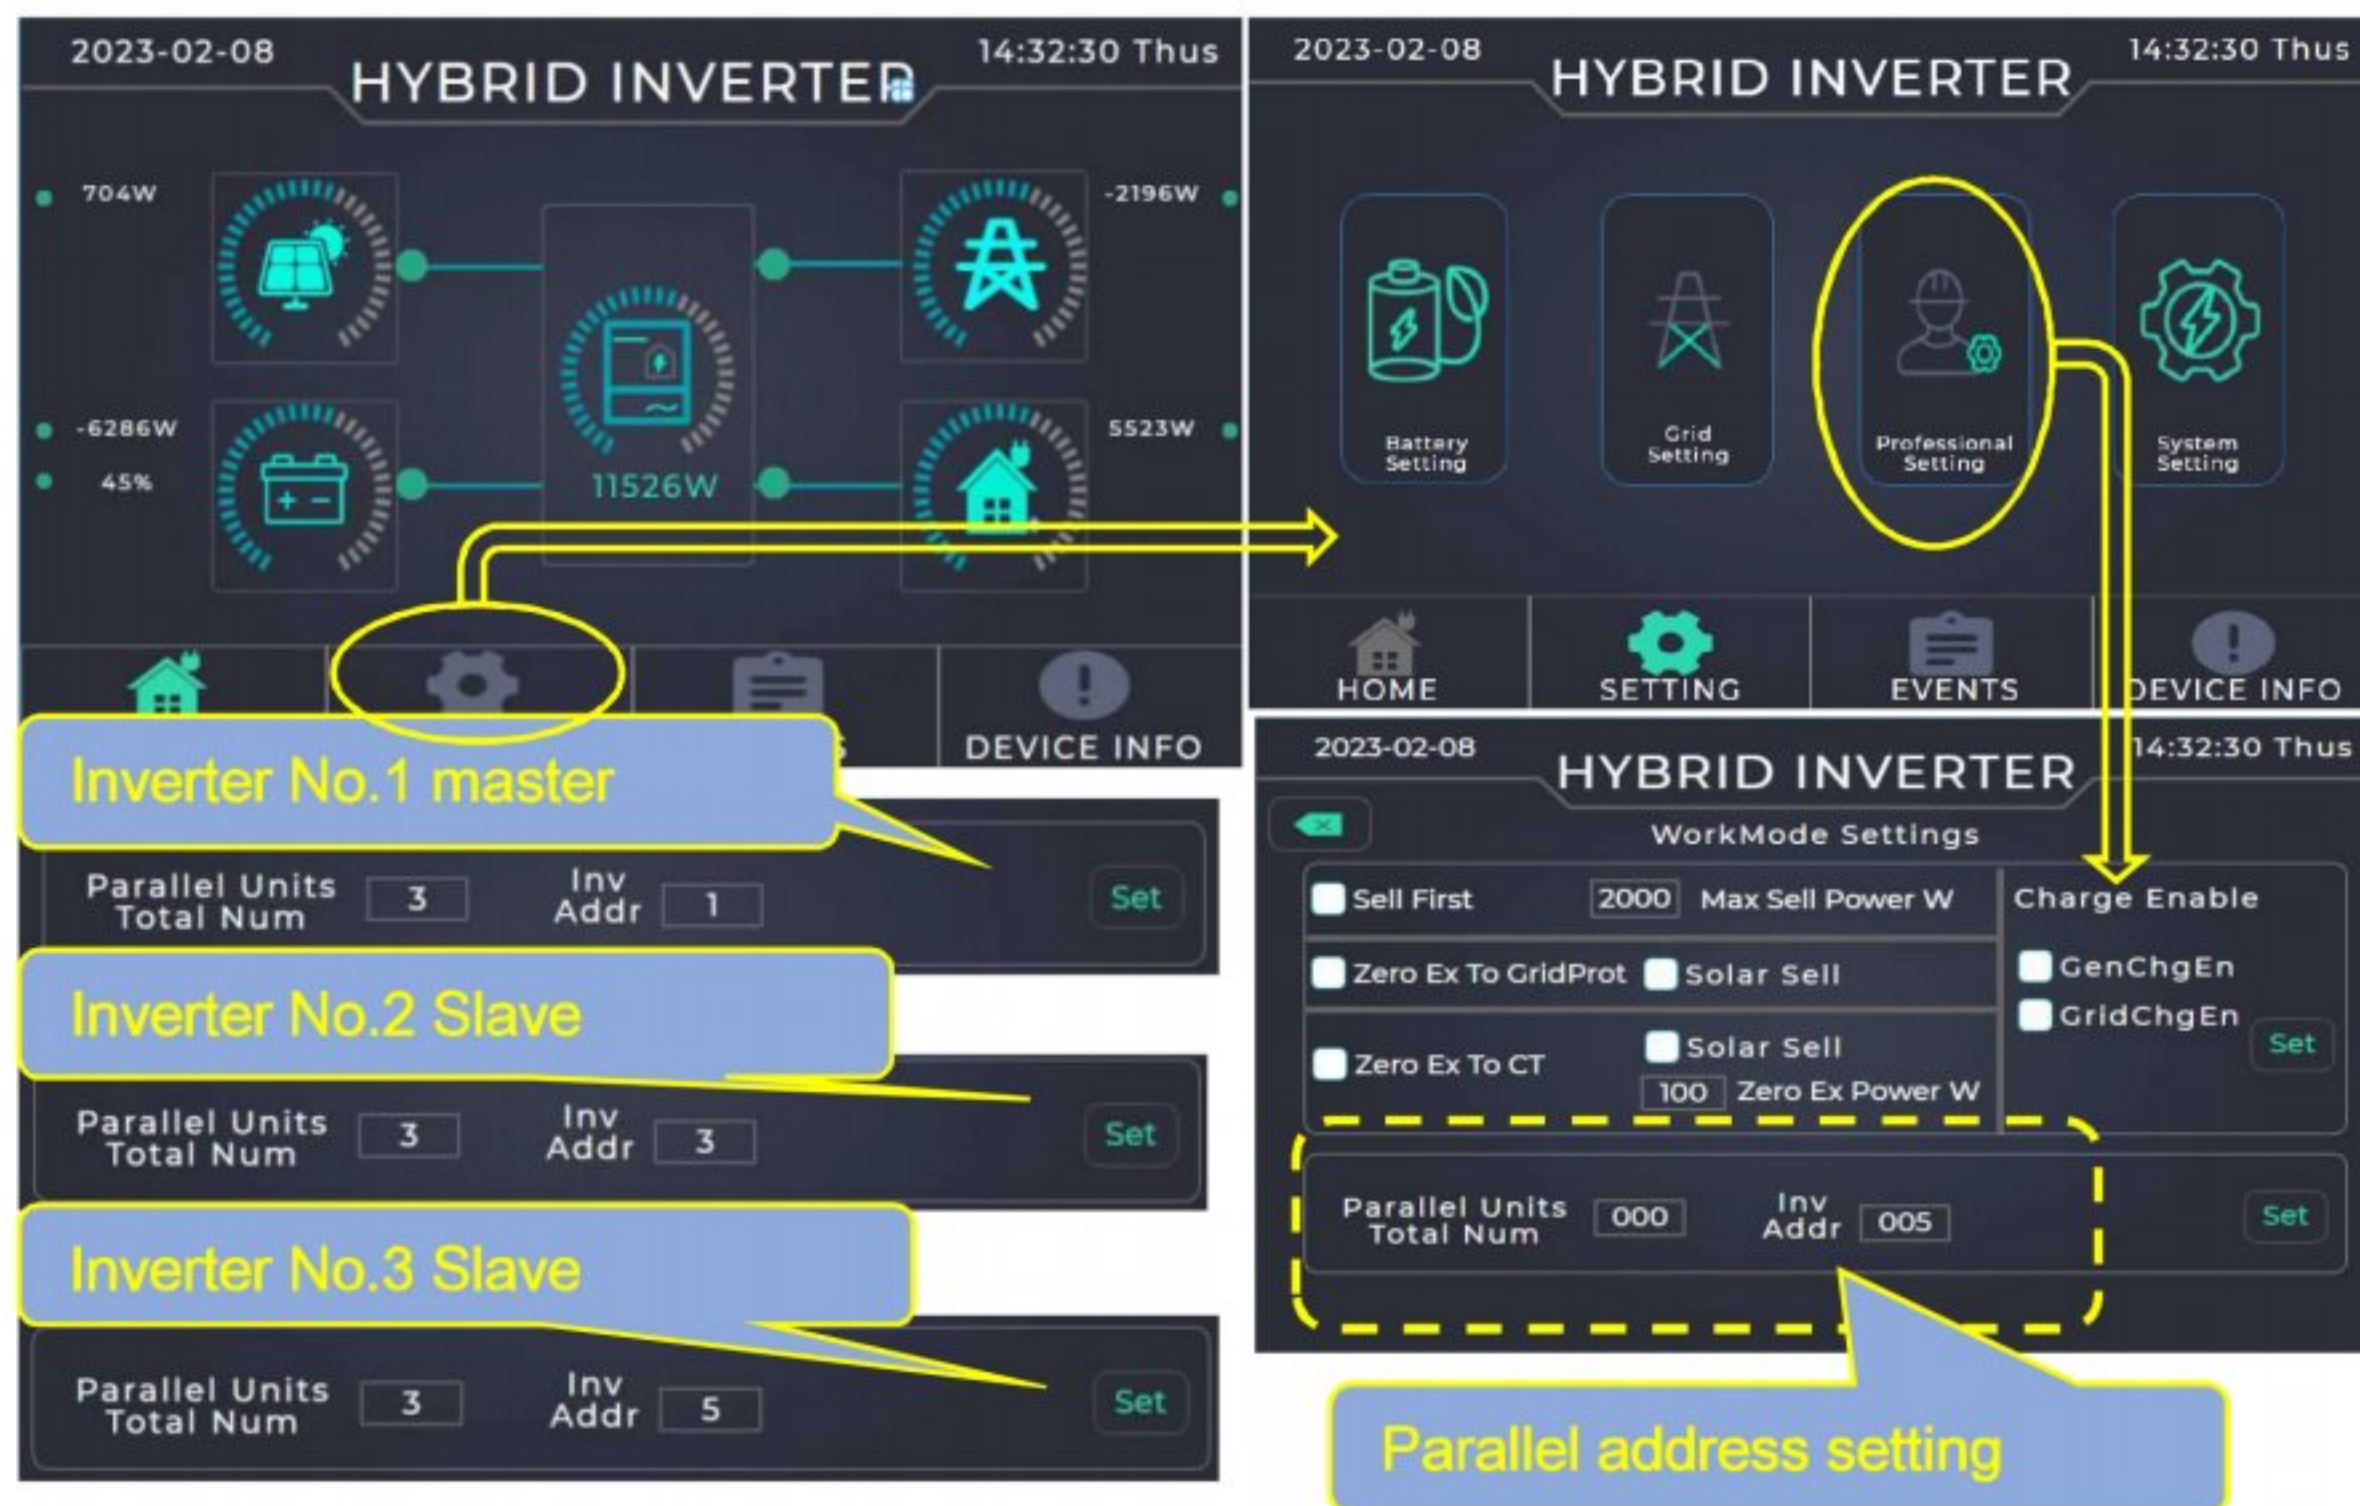 2023-02-08
HYBRID INVERTER
14:32:30 Thus
704W
-2196W
-6286W
45%
5523W
11526W
DEVICE INFO
2023-02-08
HYBRID INVERTER
14:32:30 Thus
Battery
Setting
Grid
Setting
Professional
Setting
System
Setting
HOME
SETTING
EVENTS
DEVICE INFO
Inverter No.1 master
Parallel Units
Total Num
3
Inv
Addr
1
Set
Inverter No.2 Slave
Parallel Units
Total Num
3
Inv
Addr
3
Set
Inverter No.3 Slave
Parallel Units
Total Num
3
Inv
Addr
5
Set
2023-02-08
HYBRID INVERTER
14:32:30 Thus
WorkMode Settings
Sell First
2000 Max Sell Power W
Zero Ex To GridProt
Solar Sell
Zero Ex To CT
Solar Sell
100 Zero Ex Power W
Charge Enable
GenChgEn
GridChgEn
Set
Parallel Units
Total Num
000
Inv
Addr
005
Set
Parallel address setting